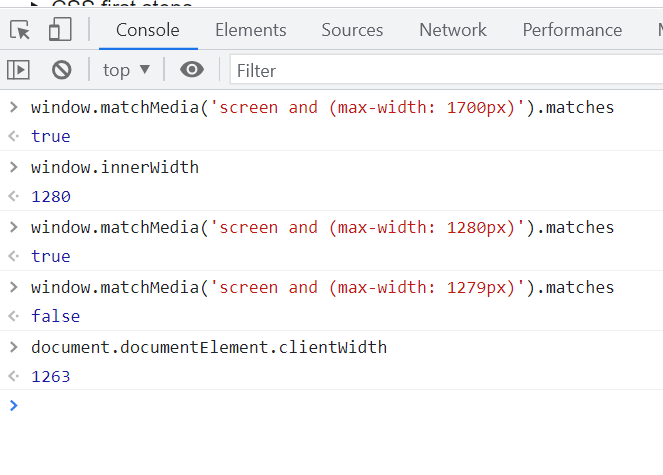 CSS first steps
Console Elements Sources Network Performance M
top Filter
window.matchMedia('screen and (max-width: 1700px)').matches
true
window.innerWidth
1280
window.matchMedia('screen and (max-width: 1280px)').matches
true
window.matchMedia('screen and (max-width: 1279px)').matches
false
document.documentElement.clientWidth
1263